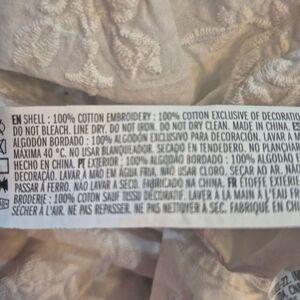 EN SHELL : 100% COTTON EMBROIDERY : 100% COTTON EXCLUSIVE OF DECORATIO
DO NOT BLEACH. LINE DRY. DO NOT IRON. DO NOT DRY CLEAN. MADE IN CHINA. ES
ALGODÓN BORDADO : 100% ALGODÓN EXCLUSIVO PARA DECORACIÓN. LAVAR A
MÁXIMA 40 °C. NO USAR BLANQUEADOR. SECADO EN TENDEDERO. NO PLANCHAR. NO
HECHO EN CHINA. PT EXTERIOR : 100% ALGODÃO BORDADO : 100% ALGODÃO
DECORAÇÃO. LAVAR À MÃO EM ÁGUA FRIA. NÃO USAR CLORO. SEÇAR AO AR. NÃO
PASSAR A FERRO. NÃO LAVAR A SECO. FABRICADO NA CHINA. FR ÉTOFFE EXTÉR
BRODERIE : 100% COTON SAUF TISSU DÉCORATIF. LAVER À LA MAIN À L'EAU F
SÉCHER À L'AIR. NE PAS REPASSER. NE PAS NETTOYER À SEC. FABRIQUÉ EN CH